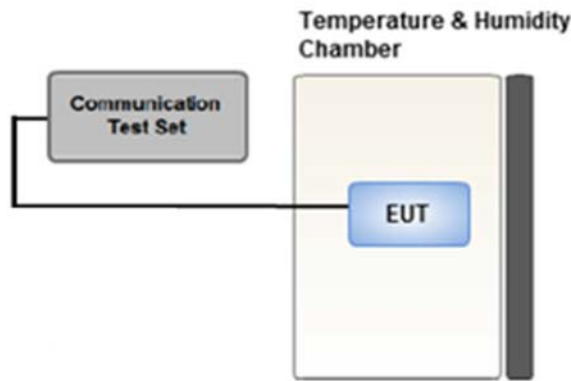 Temperature & Humidity
Chamber
Communication
Test Set
EUT